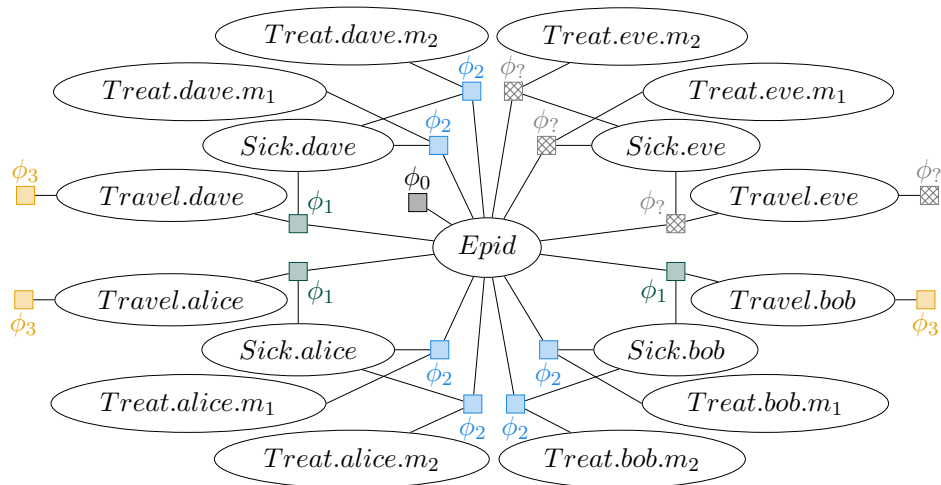 Treat.dave.m₂ Treat.eve.m₂
ϕ₂ ϕ?
Treat.dave.m₁ Treat.eve.m₁
ϕ₂ ϕ?
Sick.dave Sick.eve
ϕ₃ ϕ₀ ϕ?
Travel.dave ϕ₁ ϕ? Travel.eve
Epid
Travel.alice ϕ₁ ϕ₁ Travel.bob
ϕ₃ ϕ₃
Sick.alice Sick.bob
ϕ₂ ϕ₂
Treat.alice.m₁ Treat.bob.m₁
ϕ₂ ϕ₂
Treat.alice.m₂ Treat.bob.m₂